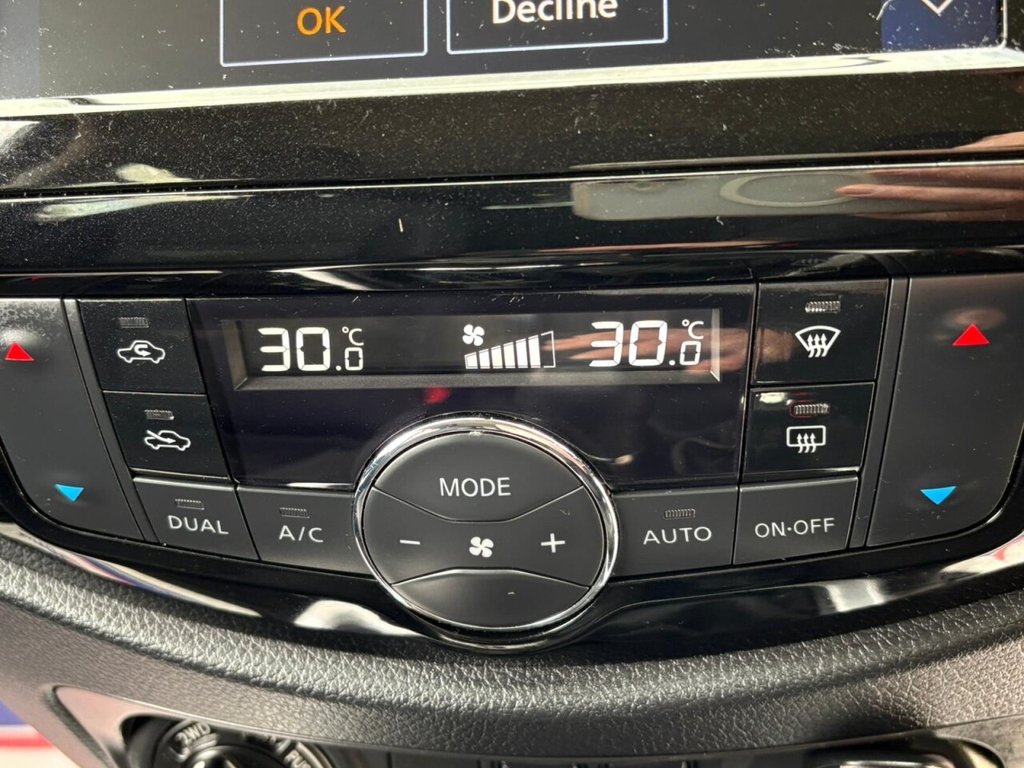 OK
Decline
30.0 °C
30.0 °C
MODE
DUAL
A/C
AUTO
ON·OFF
− +